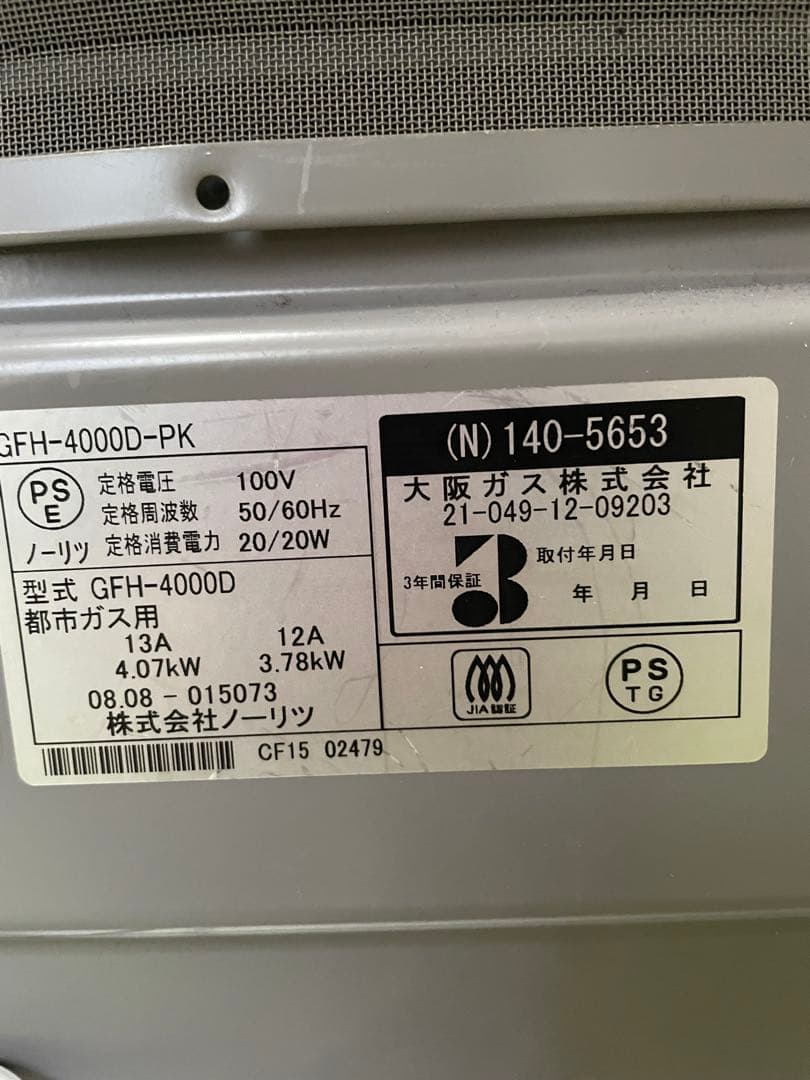 GFH-4000D-PK
PS
E
定格電圧 100V
定格周波数 50/60Hz
ノーリツ 定格消費電力 20/20W
型式 GFH-4000D
都市ガス用
13A 12A
4.07kW 3.78kW
08.08-015073
株式会社ノーリツ
CF15 02479
(N)140-5653
大阪ガス株式会社
21-049-12-09203
3年間保証
3
取付年月日
年 月 日
JIA認証
PS
TG